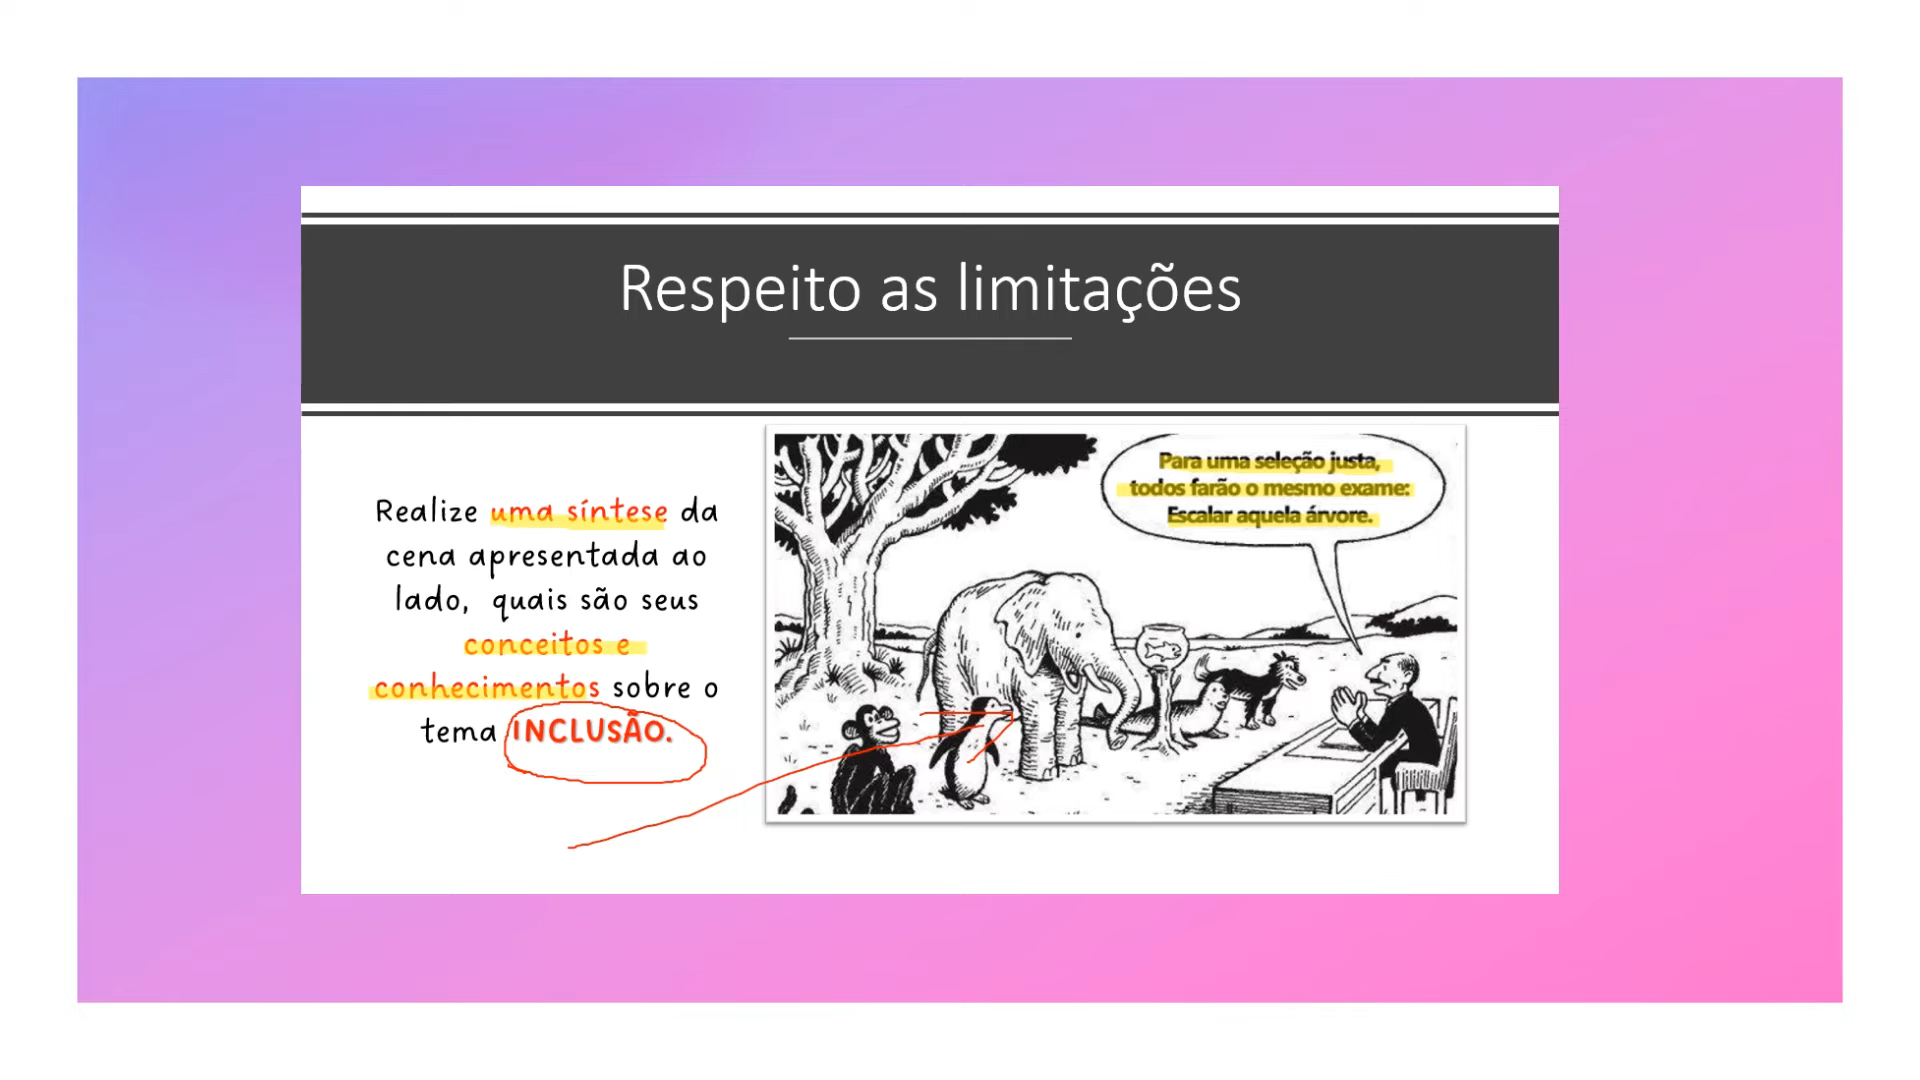 Respeito as limitações
Realize uma síntese da
cena apresentada ao
lado, quais são seus
conceitos e
conhecimentos sobre o
tema INCLUSÃO.
Para uma seleção justa,
todos farão o mesmo exame:
Escalar aquela árvore.